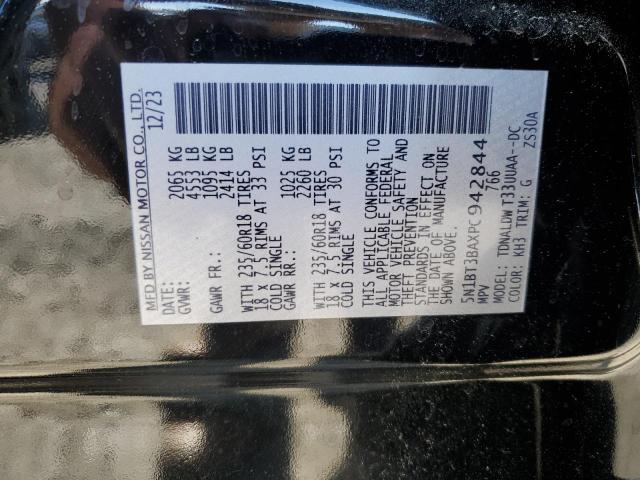 MFD BY NISSAN MOTOR CO., LTD.
DATE: 12/23
GVWR: 2065 KG
4553 LB
GAWR FR.: 1095 KG
2414 LB
WITH 235/60R18 TIRES
18 x 7.5 RIMS AT 33 PSI
COLD SINGLE
GAWR RR.: 1025 KG
2260 LB
WITH 235/60R18 TIRES
18 x 7.5 RIMS AT 30 PSI
COLD SINGLE
THIS VEHICLE CONFORMS TO
ALL APPLICABLE FEDERAL
MOTOR VEHICLE SAFETY AND
THEFT PREVENTION
STANDARDS IN EFFECT ON
THE DATE OF MANUFACTURE
SHOWN ABOVE.
5N1BT3BAXPC942844
MPV 766
MODEL: TDNALDW T33UUAA--DC
COLOR: KH3 TRIM: G ZS30A